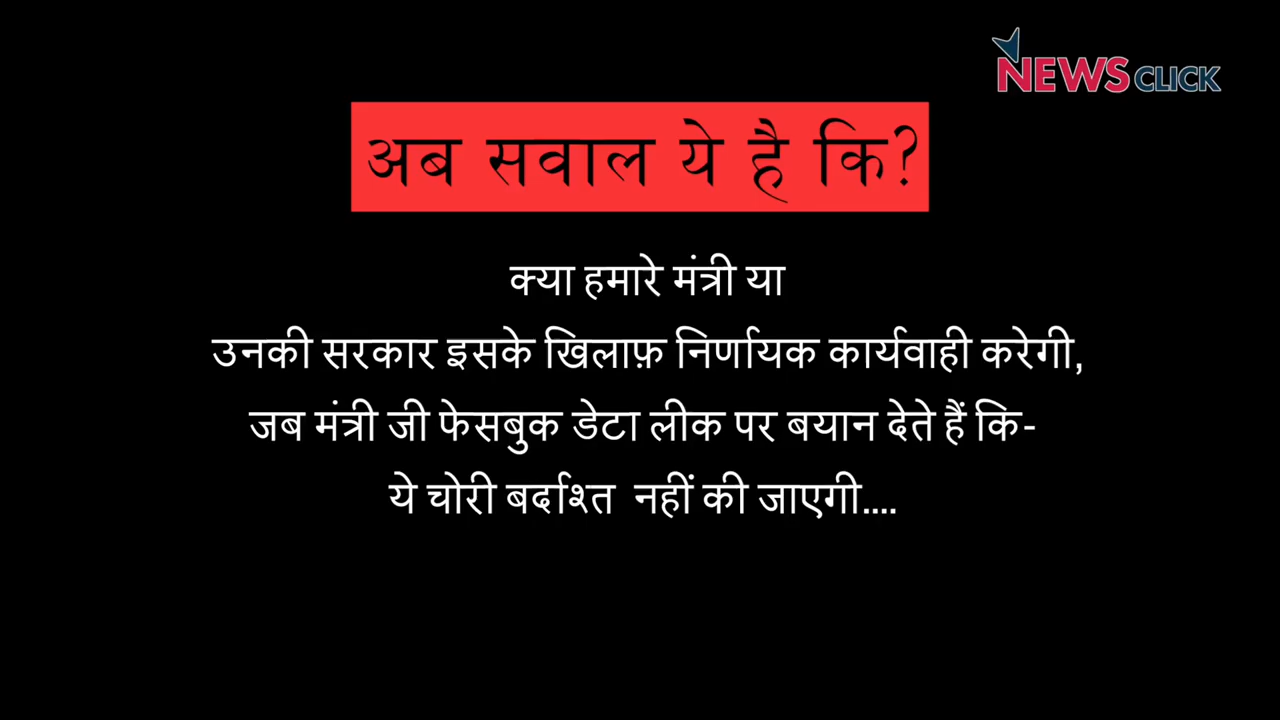 NEWSCLICK
अब सवाल ये है कि?
क्या हमारे मंत्री या
उनकी सरकार इसके खिलाफ़ निर्णायक कार्यवाही करेगी,
जब मंत्री जी फेसबुक डेटा लीक पर बयान देते हैं कि-
ये चोरी बर्दाश्त नहीं की जाएगी....